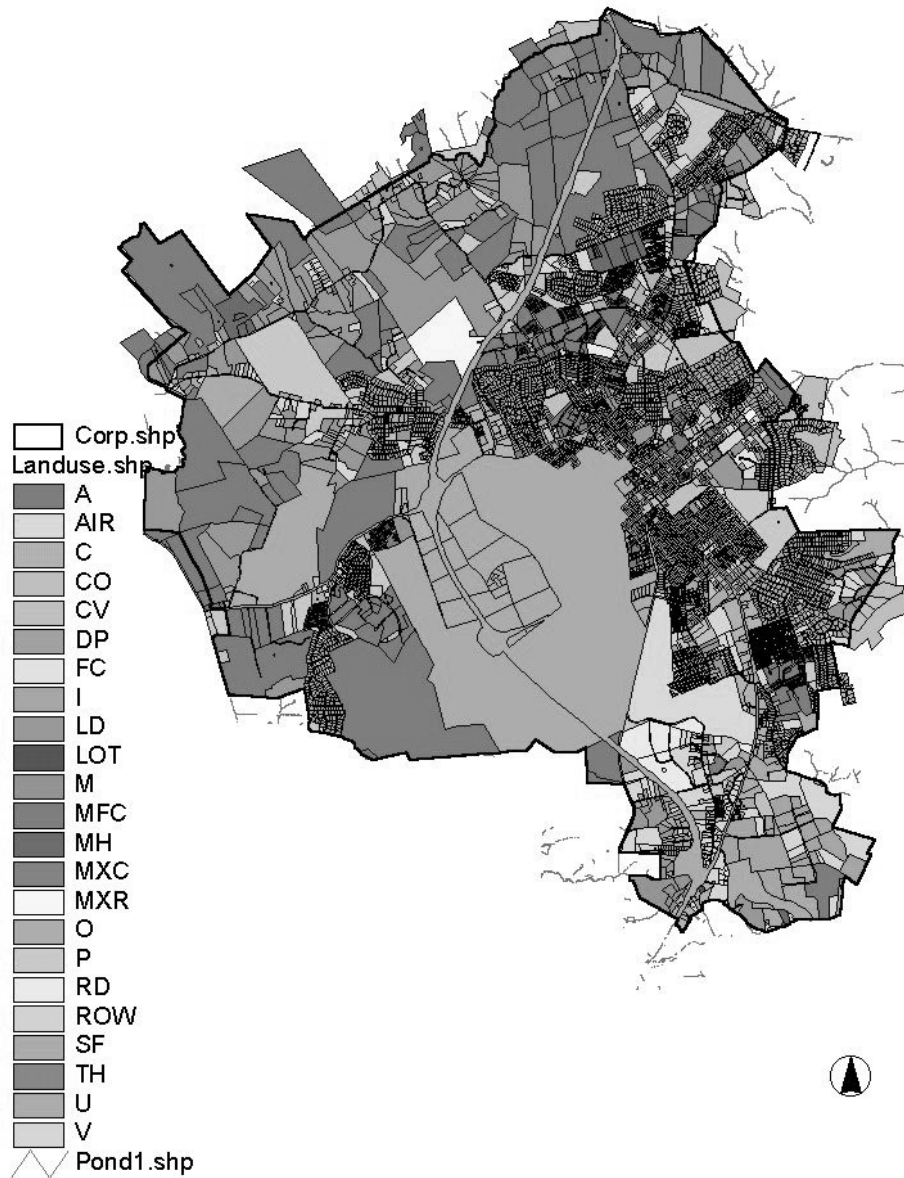 Corp.shp
Landuse.shp
A
AIR
C
CO
CV
DP
FC
I
LD
LOT
M
MFC
MH
MXC
MXR
O
P
RD
ROW
SF
TH
U
V
Pond1.shp